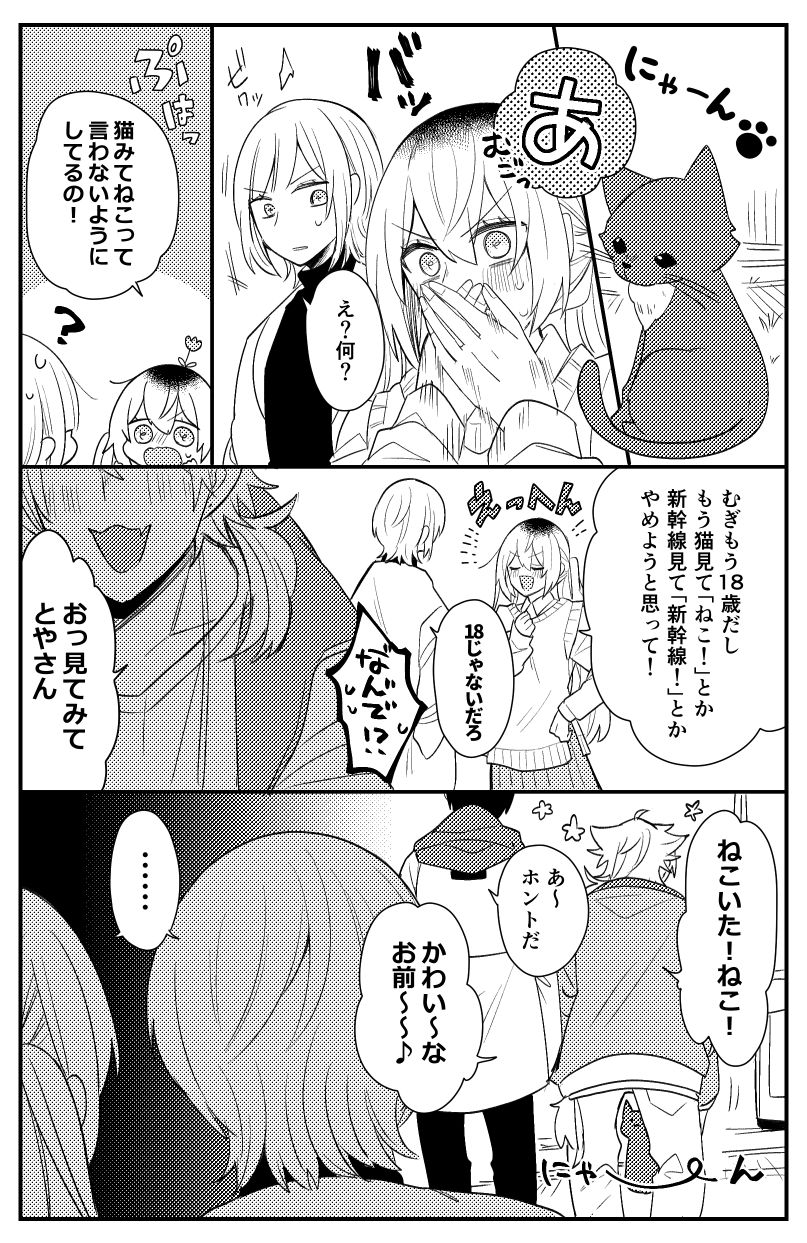 にゃーん
あ
バッ
むごっ
ビクッ
え?何?
ぷはっ
猫みてねこって
言わないように
してるの!
?
むぎもう18歳だし
もう猫見て「ねこ!」とか
新幹線見て「新幹線!」とか
やめようと思って!
えっへん
18じゃないだろ
なんで!?
おっ見てみて
とやさん
ねこいた!ねこ!
あ〜
ホントだ
にゃ〜ん
かわい〜な
お前〜〜♪
……